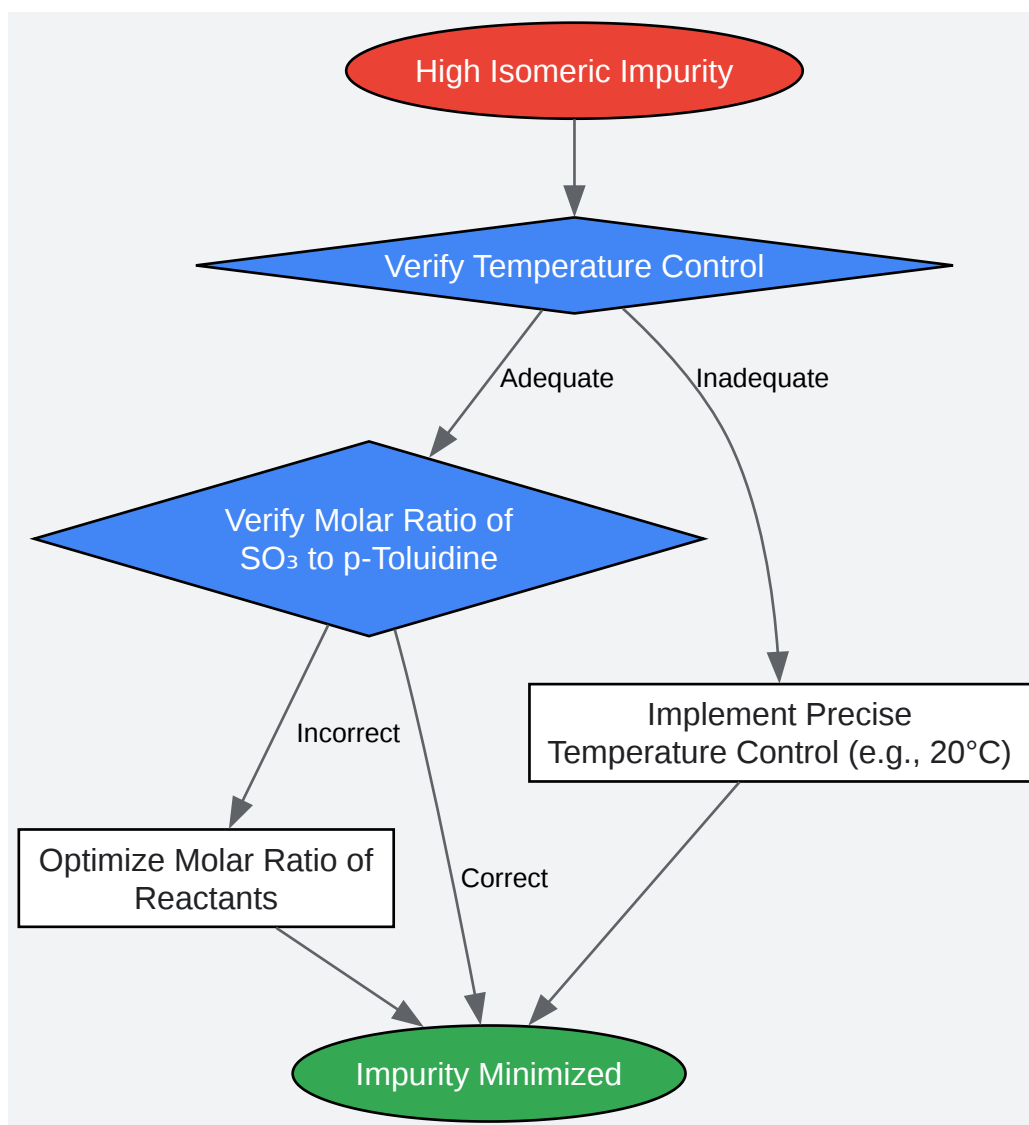 High Isomeric Impurity
Verify Temperature Control
Adequate
Inadequate
Verify Molar Ratio of
SO₃ to p-Toluidine
Implement Precise
Temperature Control (e.g., 20°C)
Incorrect
Optimize Molar Ratio of
Reactants
Correct
Impurity Minimized